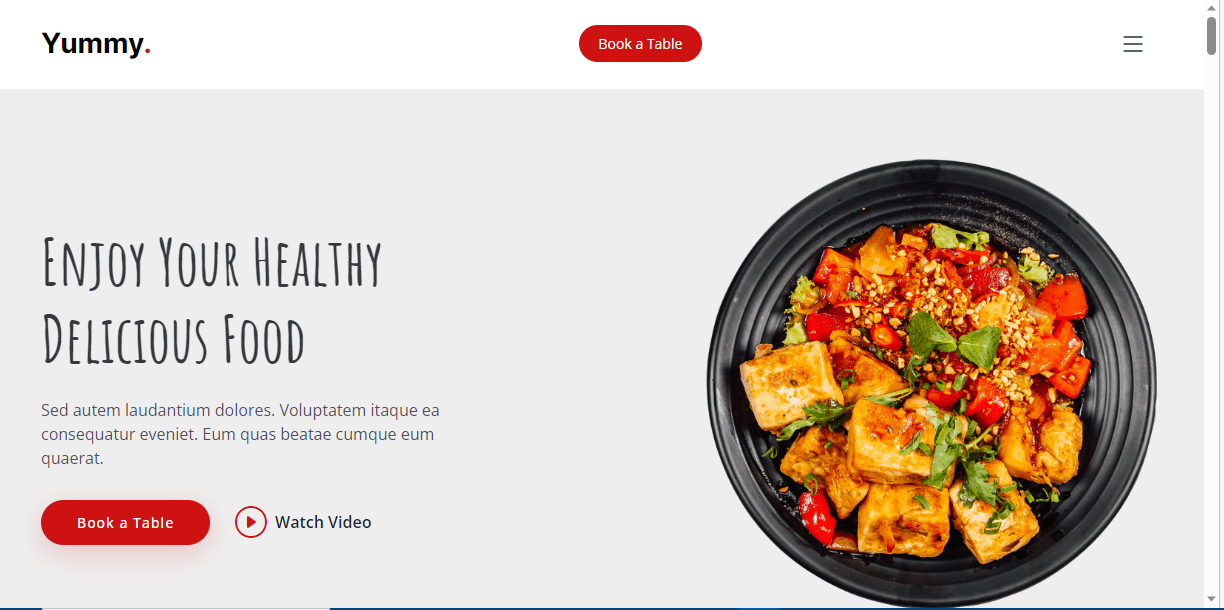 Yummy.
Book a Table
Enjoy Your Healthy
Delicious Food
Sed autem laudantium dolores. Voluptatem itaque ea
consequatur eveniet. Eum quas beatae cumque eum
quaerat.
Book a Table
Watch Video